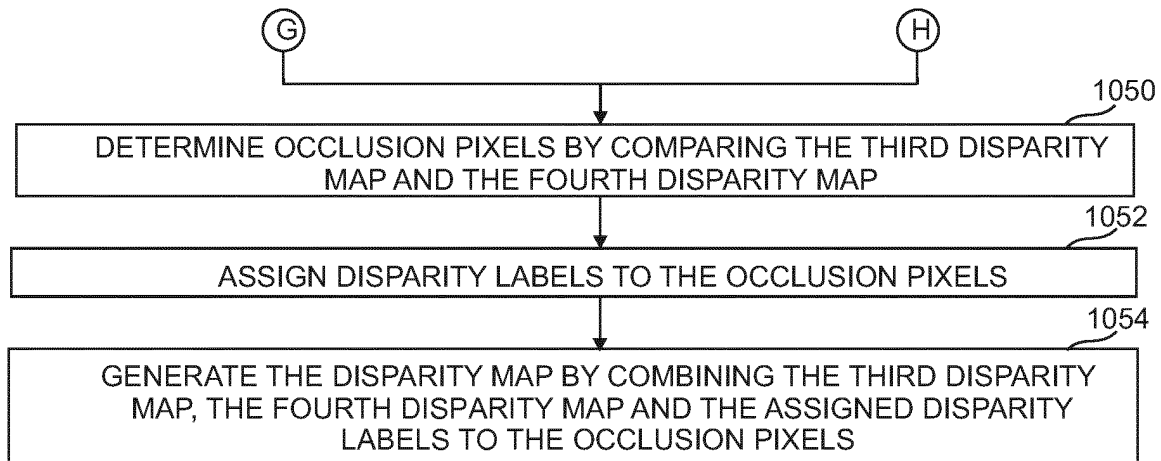 G
H
1050
DETERMINE OCCLUSION PIXELS BY COMPARING THE THIRD DISPARITY
MAP AND THE FOURTH DISPARITY MAP
1052
ASSIGN DISPARITY LABELS TO THE OCCLUSION PIXELS
1054
GENERATE THE DISPARITY MAP BY COMBINING THE THIRD DISPARITY
MAP, THE FOURTH DISPARITY MAP AND THE ASSIGNED DISPARITY
LABELS TO THE OCCLUSION PIXELS